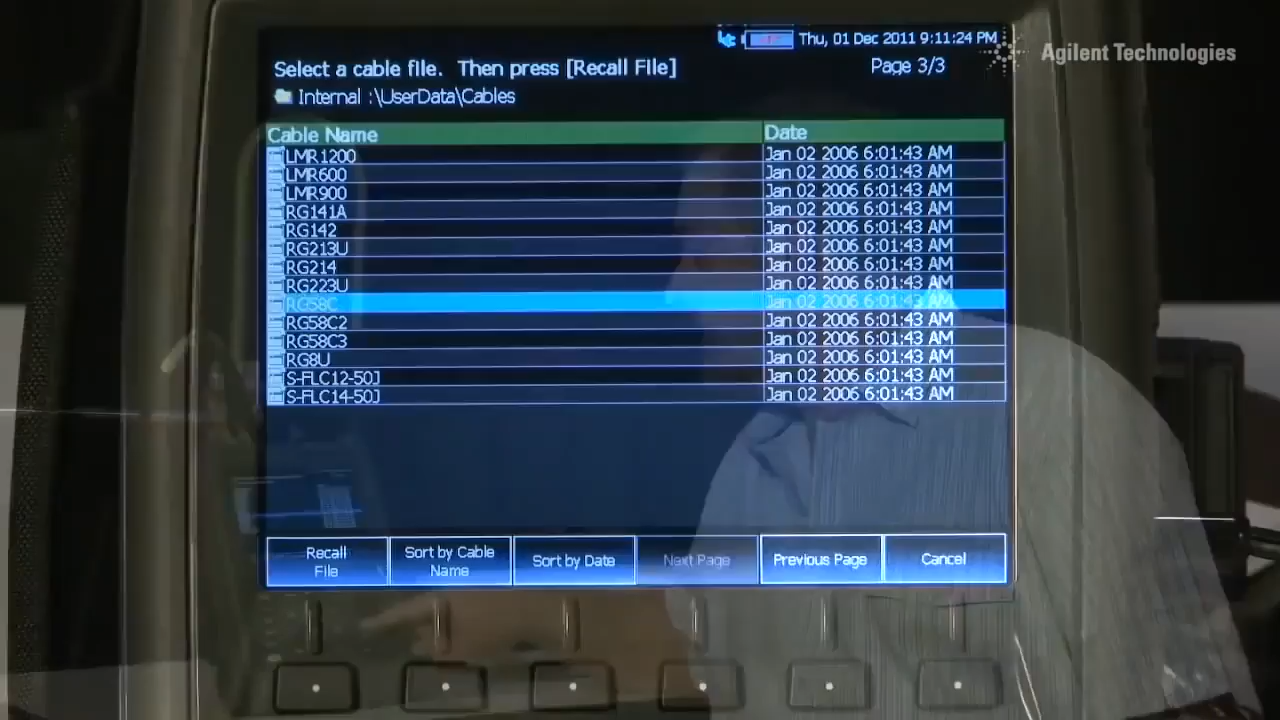 Thu, 01 Dec 2011 9:11:24 PM
Agilent Technologies
Select a cable file. Then press [Recall File]
Page 3/3
Internal :\UserData\Cables
Cable Name Date
LMR1200 Jan 02 2006 6:01:43 AM
LMR600 Jan 02 2006 6:01:43 AM
LMR900 Jan 02 2006 6:01:43 AM
RG141A Jan 02 2006 6:01:43 AM
RG142 Jan 02 2006 6:01:43 AM
RG213U Jan 02 2006 6:01:43 AM
RG214 Jan 02 2006 6:01:43 AM
RG223U Jan 02 2006 6:01:43 AM
RG58C Jan 02 2006 6:01:43 AM
RG58C2 Jan 02 2006 6:01:43 AM
RG58C3 Jan 02 2006 6:01:43 AM
RG8U Jan 02 2006 6:01:43 AM
S-FLC12-50J Jan 02 2006 6:01:43 AM
S-FLC14-50J Jan 02 2006 6:01:43 AM
Recall
File
Sort by Cable
Name
Sort by Date
Next Page
Previous Page
Cancel